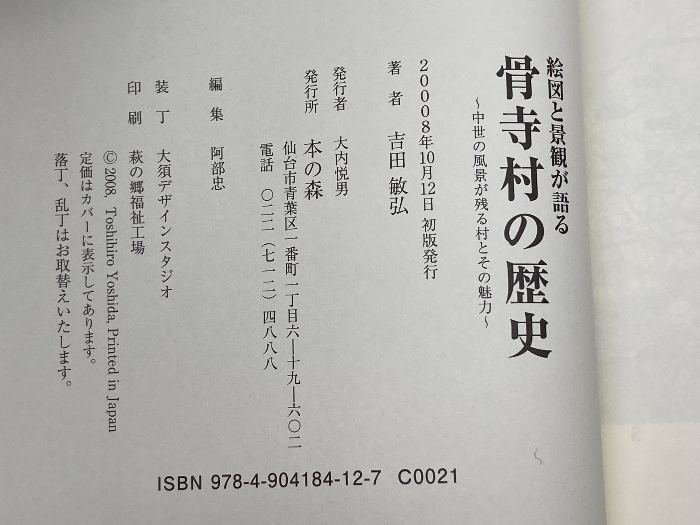 絵図と景観が語る
骨寺村の歴史
~中世の風景が残る村とその魅力~
20008年10月12日 初版発行
著者 吉田敏弘
発行者 大内悦男
発行所 本の森
仙台市青葉区一番町一丁目六―十九―六〇二
電話 〇二二(七一二)四八八八
編集 阿部忠
装丁 大須デザインスタジオ
印刷 萩の郷福祉工場
©2008, Toshihiro Yoshida, Printed in Japan
定価はカバーに表示してあります。
落丁、乱丁はお取替えいたします。
ISBN 978-4-904184-12-7 C0021